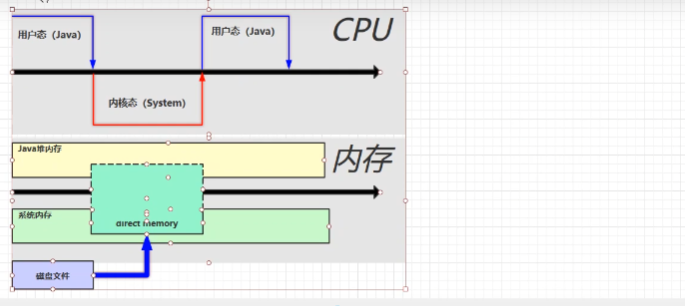 用户态（Java）
用户态（Java）
CPU
内核态（System）
Java堆内存
内存
系统内存
direct memory
磁盘文件